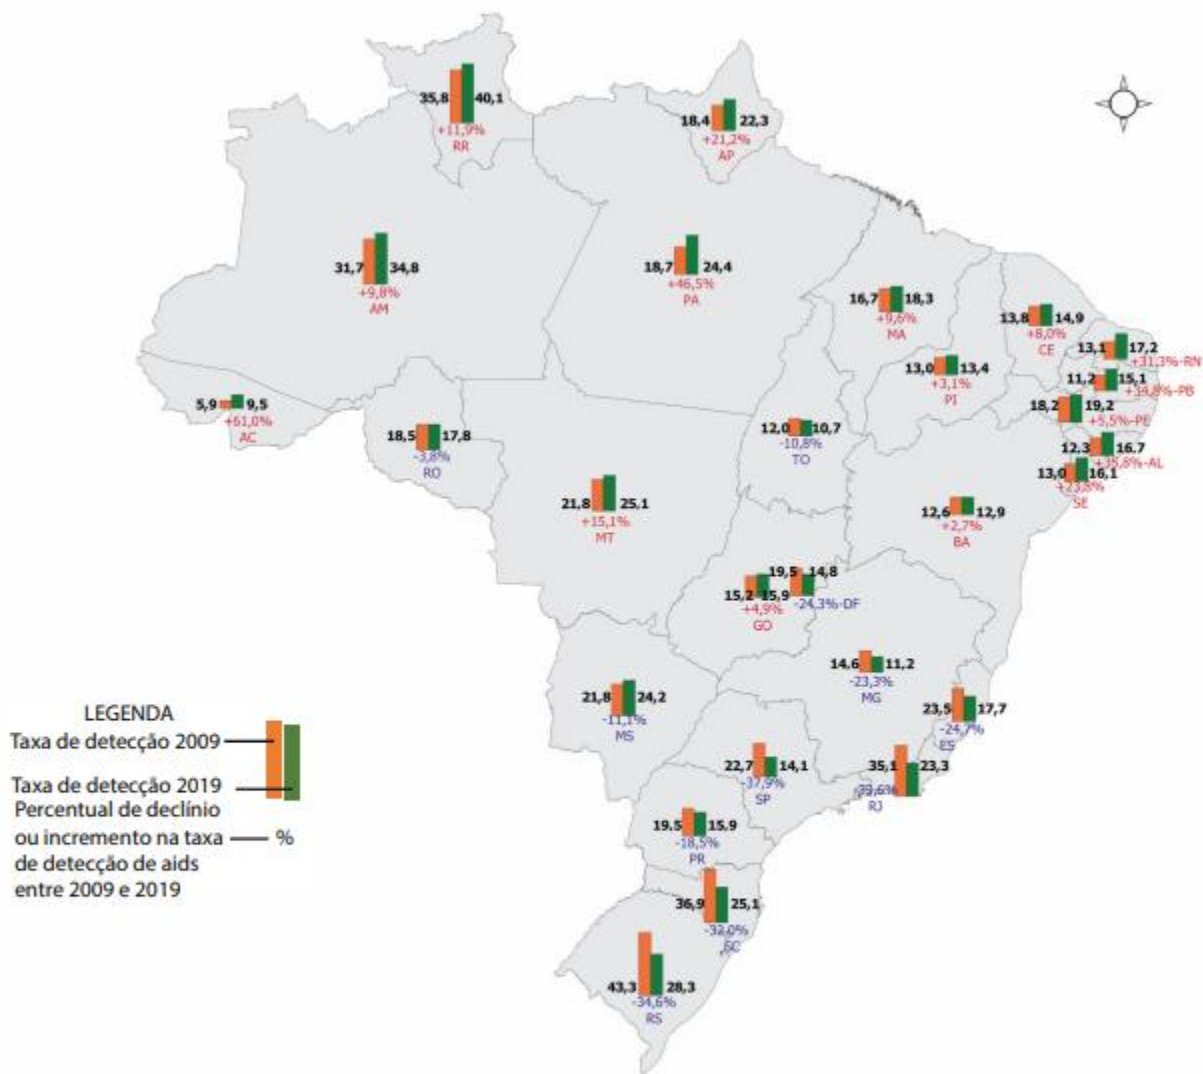 35,8 40,1
+11,9%
RR
18,4 22,3
+21,2%
AP
31,7 34,8
+9,8%
AM
18,7 24,4
+46,5%
PA
16,7 18,3
+9,6%
MA
13,8 14,9
+8,0%
CE
13,1 17,2
+31,3%-RN
13,0 13,4
+3,1%
PI
11,2 15,1
+34,8%-PB
18,2 19,2
+5,5%-PE
5,9 9,5
+61,0%
AC
18,5 17,8
-3,8%
RO
12,0 10,7
-10,8%
TO
12,3 16,7
+35,8%-AL
13,0 16,1
+23,8%
SE
21,8 25,1
+15,1%
MT
12,6 12,9
+2,7%
BA
19,5 14,8
-24,3%-DF
15,2 15,9
+4,9%
GO
14,6 11,2
-23,3%
MG
21,8 24,2
-11,1%
MS
23,5 17,7
-24,7%
ES
22,7 14,1
-37,9%
SP
35,1 23,3
-33,6%
RJ
19,5 15,9
-18,5%
PR
36,9 25,1
-32,0%
SC
43,3 28,3
-34,6%
RS
LEGENDA
Taxa de detecção 2009
Taxa de detecção 2019
Percentual de declínio
ou incremento na taxa — %
de detecção de aids
entre 2009 e 2019